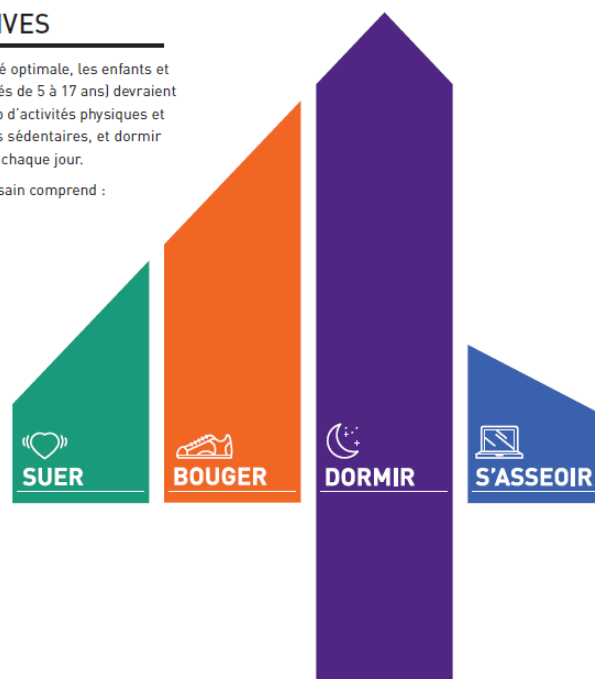 IVES
é optimale, les enfants et
és de 5 à 17 ans) devraient
d'activités physiques et
s sédentaires, et dormir
chaque jour.
sain comprend :
SUER
BOUGER
DORMIR
S'ASSEOIR